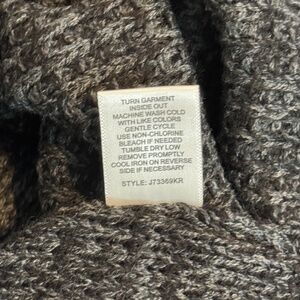 TURN GARMENT
INSIDE OUT
MACHINE WASH COLD
WITH LIKE COLORS
GENTLE CYCLE
USE NON-CHLORINE
BLEACH IF NEEDED
TUMBLE DRY LOW
REMOVE PROMPTLY
COOL IRON ON REVERSE
SIDE IF NECESSARY
STYLE: J73369KR